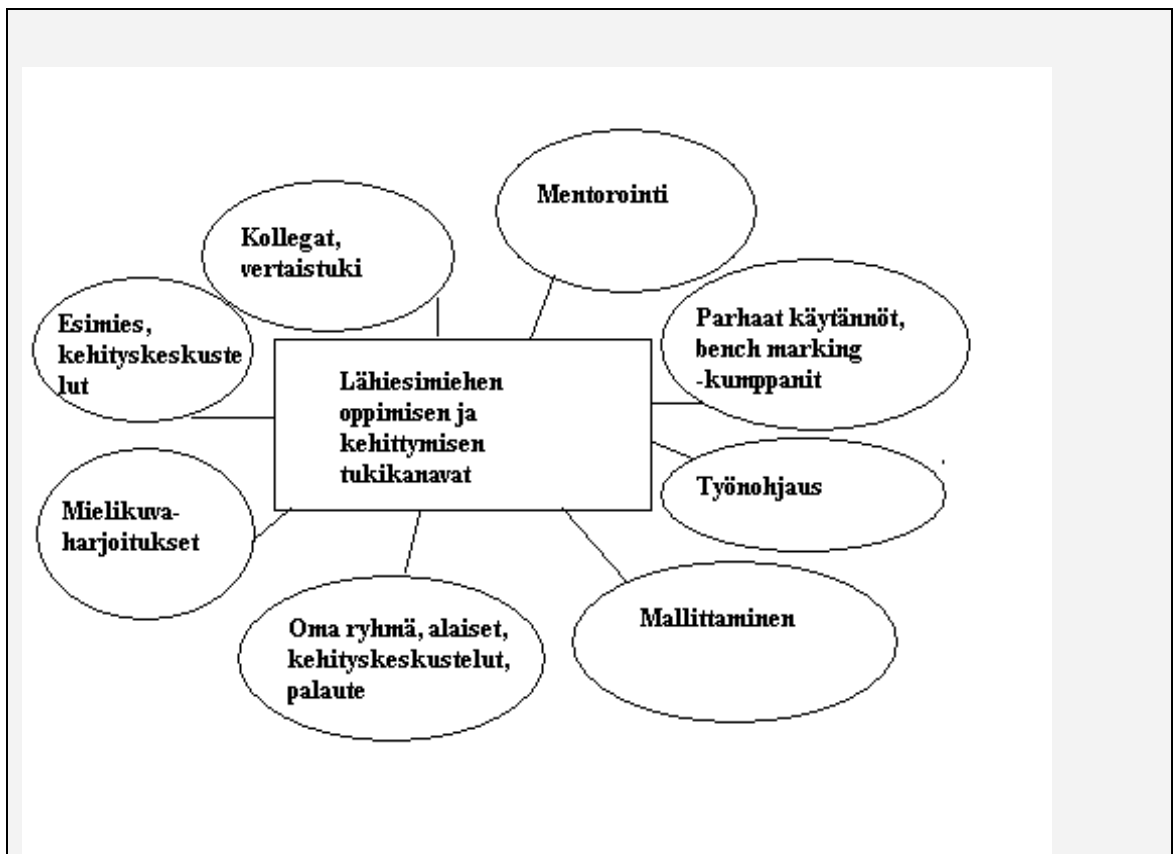 Mentorointi
Kollegat,
vertaistuki
Esimies,
kehityskeskuste
lut
Parhaat käytännöt,
bench marking
-kumppanit
Lähiesimiehen
oppimisen ja
kehittymisen
tukikanavat
Työnohjaus
Mielikuva-
harjoitukset
Mallittaminen
Oma ryhmä, alaiset,
kehityskeskustelut,
palaute